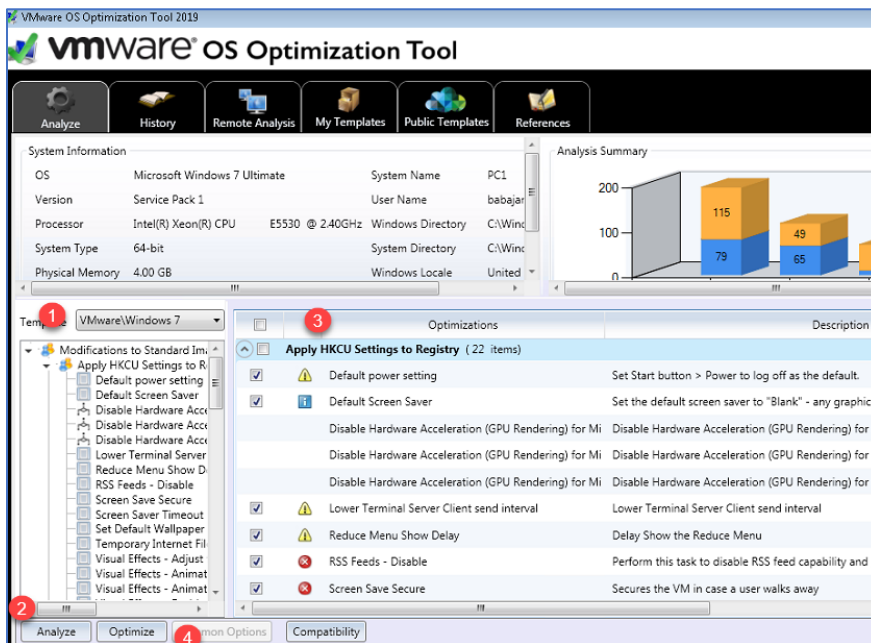 VMware OS Optimization Tool 2019
vmware® OS Optimization Tool
Analyze
History
Remote Analysis
My Templates
Public Templates
References
System Information
OS Microsoft Windows 7 Ultimate System Name PC1
Version Service Pack 1 User Name babajar
Processor Intel(R) Xeon(R) CPU E5530 @ 2.40GHz Windows Directory C:\Wind
System Type 64-bit System Directory C:\Wind
Physical Memory 4.00 GB Windows Locale United
Analysis Summary
200
115
49
100
79
65
0
1
VMware\Windows 7
Modifications to Standard Ima
Apply HKCU Settings to R
Default power setting
Default Screen Saver
Disable Hardware Acce
Disable Hardware Acce
Disable Hardware Acce
Lower Terminal Server
Reduce Menu Show D
RSS Feeds - Disable
Screen Save Secure
Screen Saver Timeout
Set Default Wallpaper
Temporary Internet Fil
Visual Effects - Adjust
Visual Effects - Animat
Visual Effects - Animat
3
Optimizations Description
Apply HKCU Settings to Registry ( 22 items)
Default power setting Set Start button > Power to log off as the default.
Default Screen Saver Set the default screen saver to "Blank" - any graphic
Disable Hardware Acceleration (GPU Rendering) for Mi Disable Hardware Acceleration (GPU Rendering) for
Disable Hardware Acceleration (GPU Rendering) for Mi Disable Hardware Acceleration (GPU Rendering) for
Disable Hardware Acceleration (GPU Rendering) for Mi Disable Hardware Acceleration (GPU Rendering) for
Lower Terminal Server Client send interval Lower Terminal Server Client send interval
Reduce Menu Show Delay Delay Show the Reduce Menu
RSS Feeds - Disable Perform this task to disable RSS feed capability and
Screen Save Secure Secures the VM in case a user walks away
2
Analyze
Optimize
4
mon Options
Compatibility